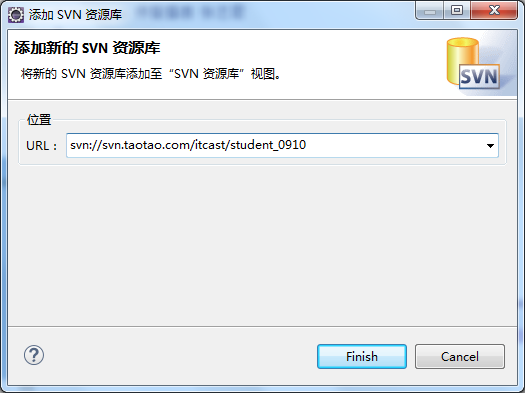 添加 SVN 资源库
添加新的 SVN 资源库
将新的 SVN 资源库添加至“SVN 资源库”视图。
SVN
位置
URL： svn://svn.taotao.com/itcast/student_0910
?
Finish Cancel